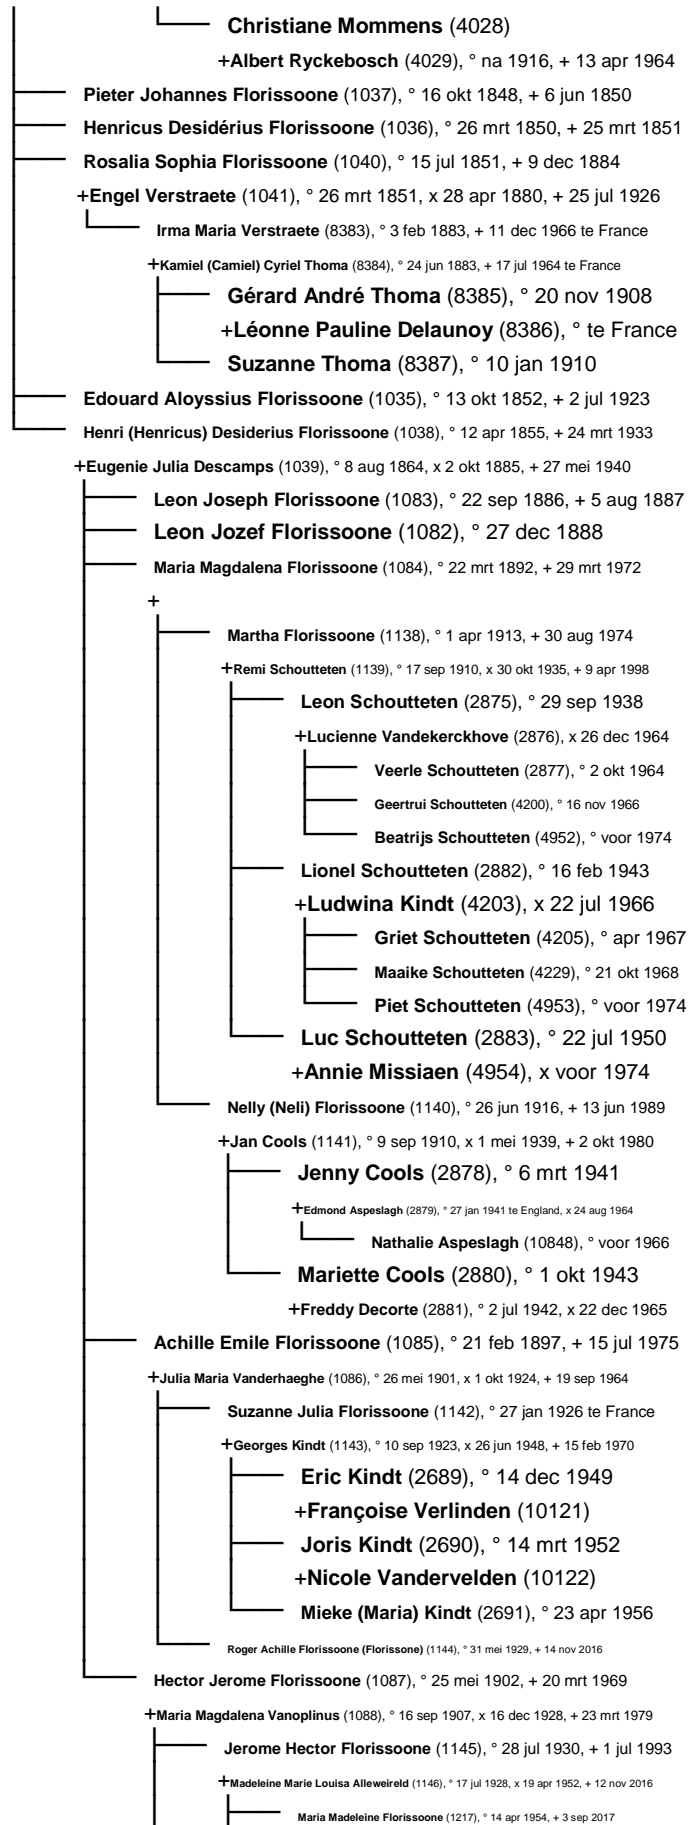 Christiane Mommens (4028)
+Albert Ryckebosch (4029), ° na 1916, + 13 apr 1964
Pieter Johannes Florissoone (1037), ° 16 okt 1848, + 6 jun 1850
Henricus Desidérius Florissoone (1036), ° 26 mrt 1850, + 25 mrt 1851
Rosalia Sophia Florissoone (1040), ° 15 jul 1851, + 9 dec 1884
+Engel Verstraete (1041), ° 26 mrt 1851, x 28 apr 1880, + 25 jul 1926
Irma Maria Verstraete (8383), ° 3 feb 1883, + 11 dec 1966 te France
+Kamiel (Camiel) Cyriel Thoma (8384), ° 24 jun 1883, + 17 jul 1964 te France
Gérard André Thoma (8385), ° 20 nov 1908
+Léonne Pauline Delaunoy (8386), ° te France
Suzanne Thoma (8387), ° 10 jan 1910
Edouard Aloyssius Florissoone (1035), ° 13 okt 1852, + 2 jul 1923
Henri (Henricus) Desiderius Florissoone (1038), ° 12 apr 1855, + 24 mrt 1933
+Eugenie Julia Descamps (1039), ° 8 aug 1864, x 2 okt 1885, + 27 mei 1940
Leon Joseph Florissoone (1083), ° 22 sep 1886, + 5 aug 1887
Leon Jozef Florissoone (1082), ° 27 dec 1888
Maria Magdalena Florissoone (1084), ° 22 mrt 1892, + 29 mrt 1972
+
Martha Florissoone (1138), ° 1 apr 1913, + 30 aug 1974
+Remi Schoutteten (1139), ° 17 sep 1910, x 30 okt 1935, + 9 apr 1998
Leon Schoutteten (2875), ° 29 sep 1938
+Lucienne Vandekerckhove (2876), x 26 dec 1964
Veerle Schoutteten (2877), ° 2 okt 1964
Geertrui Schoutteten (4200), ° 16 nov 1966
Beatrijs Schoutteten (4952), ° voor 1974
Lionel Schoutteten (2882), ° 16 feb 1943
+Ludwina Kindt (4203), x 22 jul 1966
Griet Schoutteten (4205), ° apr 1967
Maaike Schoutteten (4229), ° 21 okt 1968
Piet Schoutteten (4953), ° voor 1974
Luc Schoutteten (2883), ° 22 jul 1950
+Annie Missiaen (4954), x voor 1974
Nelly (Neli) Florissoone (1140), ° 26 jun 1916, + 13 jun 1989
+Jan Cools (1141), ° 9 sep 1910, x 1 mei 1939, + 2 okt 1980
Jenny Cools (2878), ° 6 mrt 1941
+Edmond Aspeslagh (2879), ° 27 jan 1941 te England, x 24 aug 1964
Nathalie Aspeslagh (10848), ° voor 1966
Mariette Cools (2880), ° 1 okt 1943
+Freddy Decorte (2881), ° 2 jul 1942, x 22 dec 1965
Achille Emile Florissoone (1085), ° 21 feb 1897, + 15 jul 1975
+Julia Maria Vanderhaeghe (1086), ° 26 mei 1901, x 1 okt 1924, + 19 sep 1964
Suzanne Julia Florissoone (1142), ° 27 jan 1926 te France
+Georges Kindt (1143), ° 10 sep 1923, x 26 jun 1948, + 15 feb 1970
Eric Kindt (2689), ° 14 dec 1949
+Françoise Verlinden (10121)
Joris Kindt (2690), ° 14 mrt 1952
+Nicole Vandervelden (10122)
Mieke (Maria) Kindt (2691), ° 23 apr 1956
Roger Achille Florissoone (Florissone) (1144), ° 31 mei 1929, + 14 nov 2016
Hector Jerome Florissoone (1087), ° 25 mei 1902, + 20 mrt 1969
+Maria Magdalena Vanoplinus (1088), ° 16 sep 1907, x 16 dec 1928, + 23 mrt 1979
Jerome Hector Florissoone (1145), ° 28 jul 1930, + 1 jul 1993
+Madeleine Marie Louisa Alleweireld (1146), ° 17 jul 1928, x 19 apr 1952, + 12 nov 2016
Maria Madeleine Florissoone (1217), ° 14 apr 1954, + 3 sep 2017